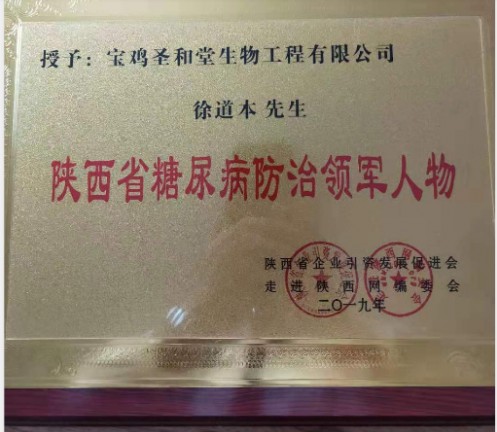 授予：宝鸡圣和堂生物工程有限公司
徐道本 先生
陕西省糖尿病防治领军人物
陕西省企业引资发展促进会
走进陕西网编委会
二〇一九年